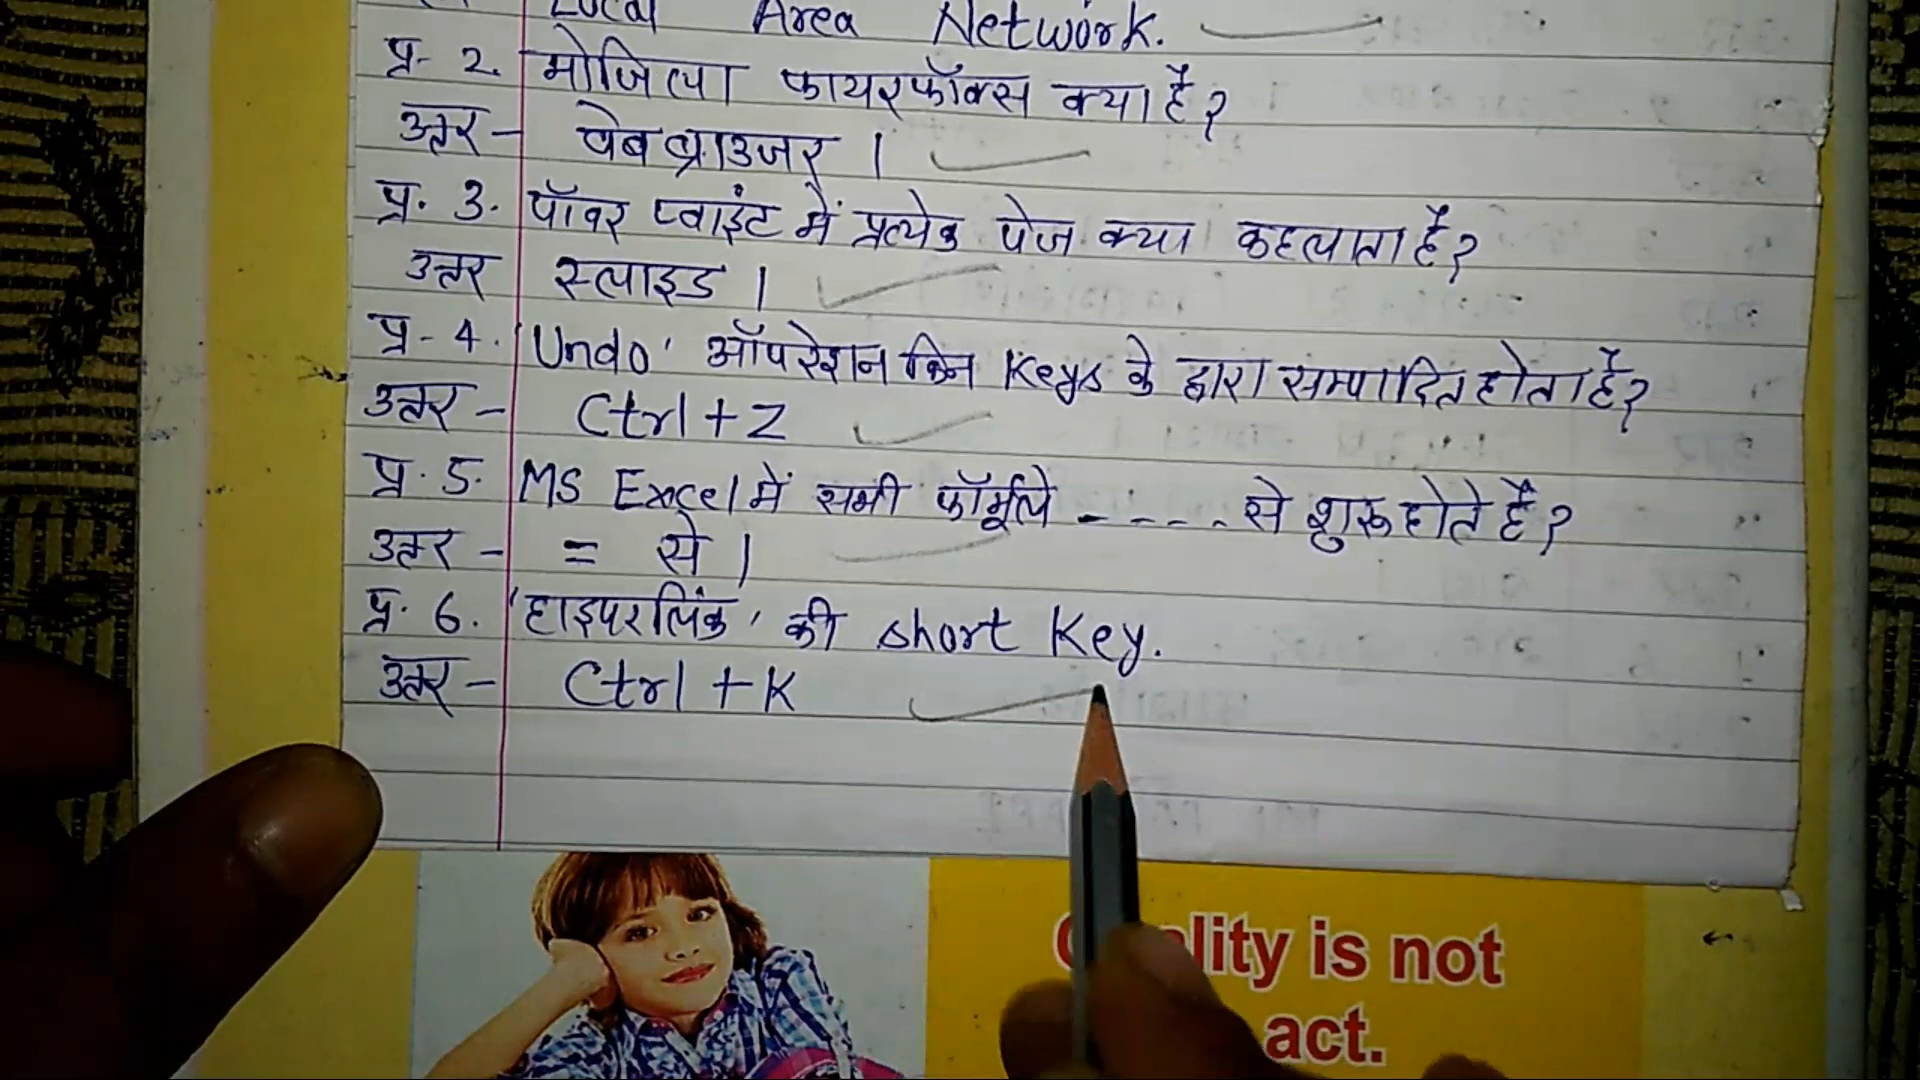 Local Area Network.
प्र. 2. मोजिला फायरफॉक्स क्या है?
उत्तर - वेब ब्राउजर ।
प्र. 3. पॉवर प्वाइंट में प्रत्येक पेज क्या कहलाता है?
उत्तर स्लाइड ।
प्र - 4. 'Undo' ऑपरेशन किन Keys के द्वारा सम्पादित होता है?
उत्तर - Ctrl + Z
प्र. 5. MS Excel में सभी फॉर्मूले ----- से शुरू होते हैं?
उत्तर - = से ।
प्र. 6. 'हाइपरलिंक' की short Key.
उत्तर - Ctrl + K
is not
act.